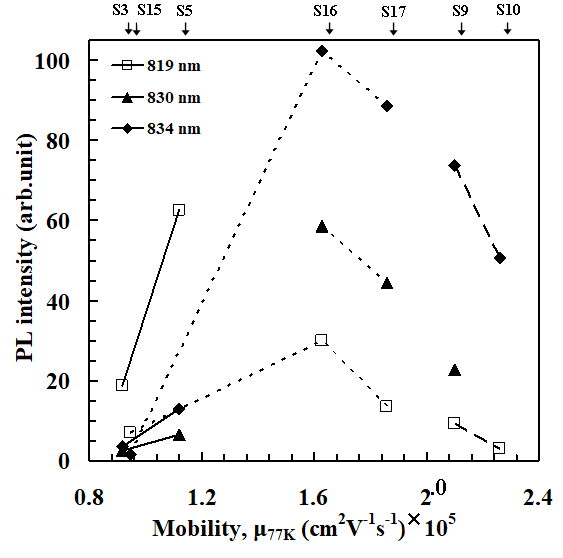 S3 S15 S5 S16 S17 S9 S10
100
80
60
40
20
0
PL intensity (arb.unit)
819 nm
830 nm
834 nm
0.8 1.2 1.6 2.0 2.4
Mobility, μ77K (cm²V⁻¹s⁻¹)×10⁵